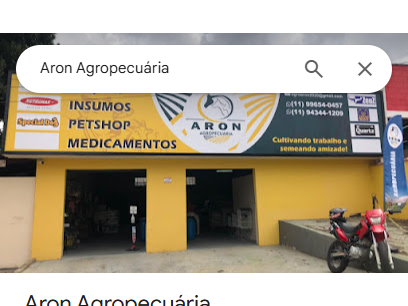 Aron Agropecuária
(11) 99654-0457
INSUMOS
(11) 94344-1209
Special Dog
PETSHOP
ARON
AGROPECUÁRIA
Quatree
MEDICAMENTOS
Cultivando trabalho e
semeando amizade!
Aron Agropecuária